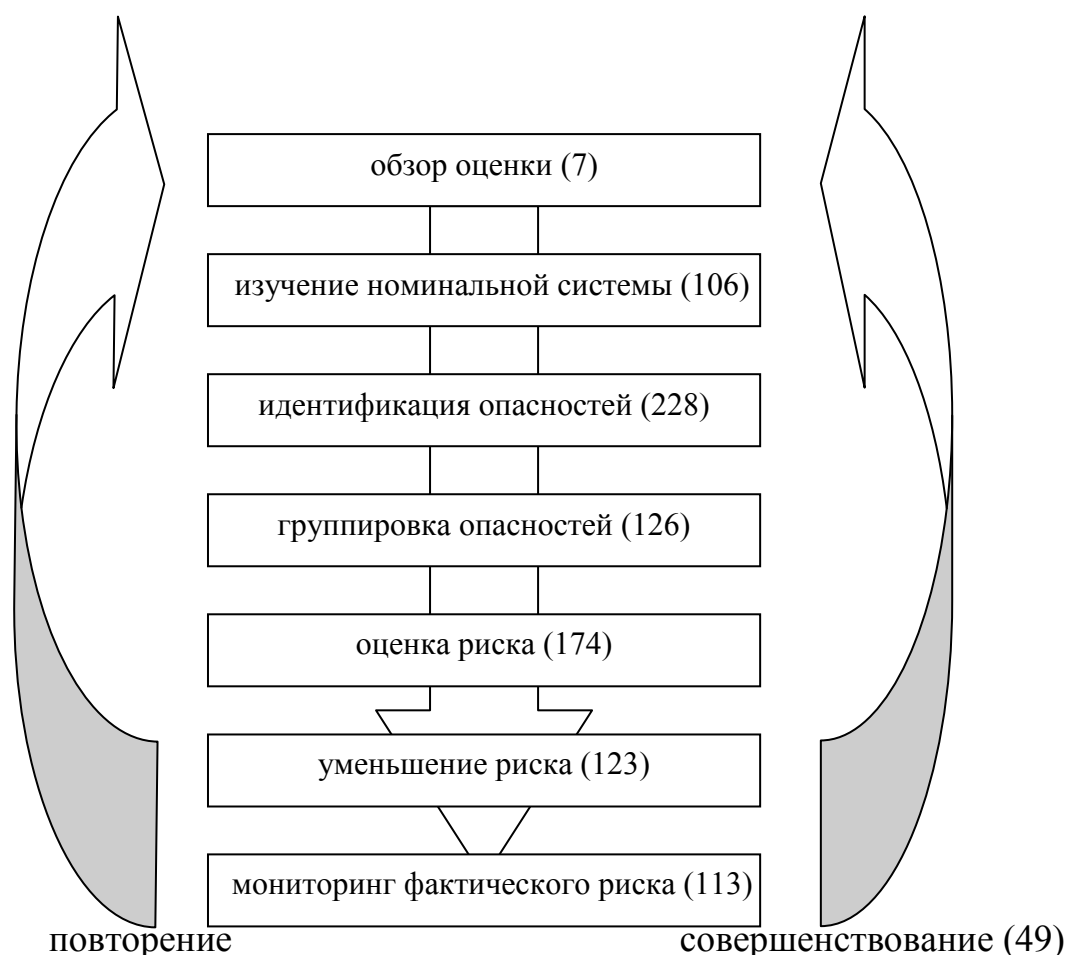 обзор оценки (7)
изучение номинальной системы (106)
идентификация опасностей (228)
группировка опасностей (126)
оценка риска (174)
уменьшение риска (123)
мониторинг фактического риска (113)
повторение
совершенствование (49)